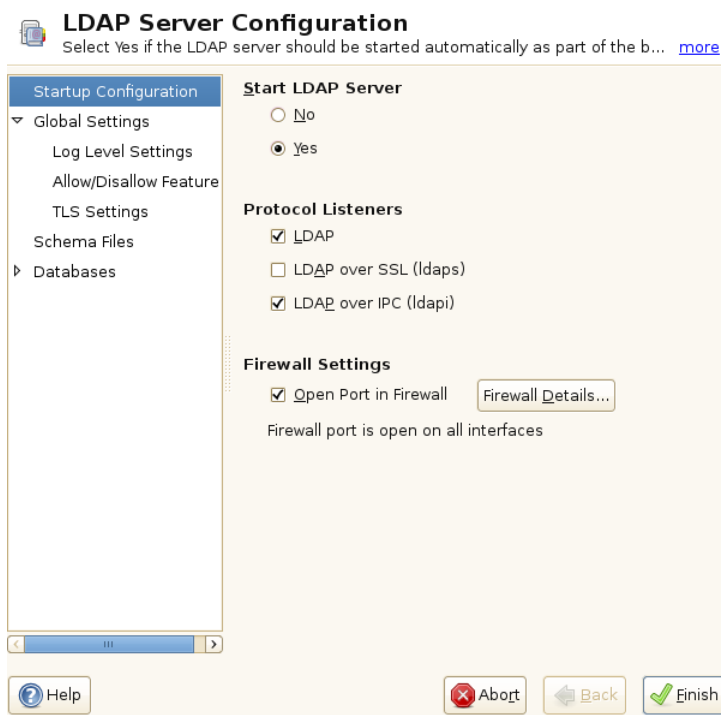 LDAP Server Configuration
Select Yes if the LDAP server should be started automatically as part of the b... more
Startup Configuration
Global Settings
Log Level Settings
Allow/Disallow Feature
TLS Settings
Schema Files
Databases
Start LDAP Server
No
Yes
Protocol Listeners
LDAP
LDAP over SSL (ldaps)
LDAP over IPC (ldapi)
Firewall Settings
Open Port in Firewall
Firewall Details...
Firewall port is open on all interfaces
Help
Abort
Back
Finish